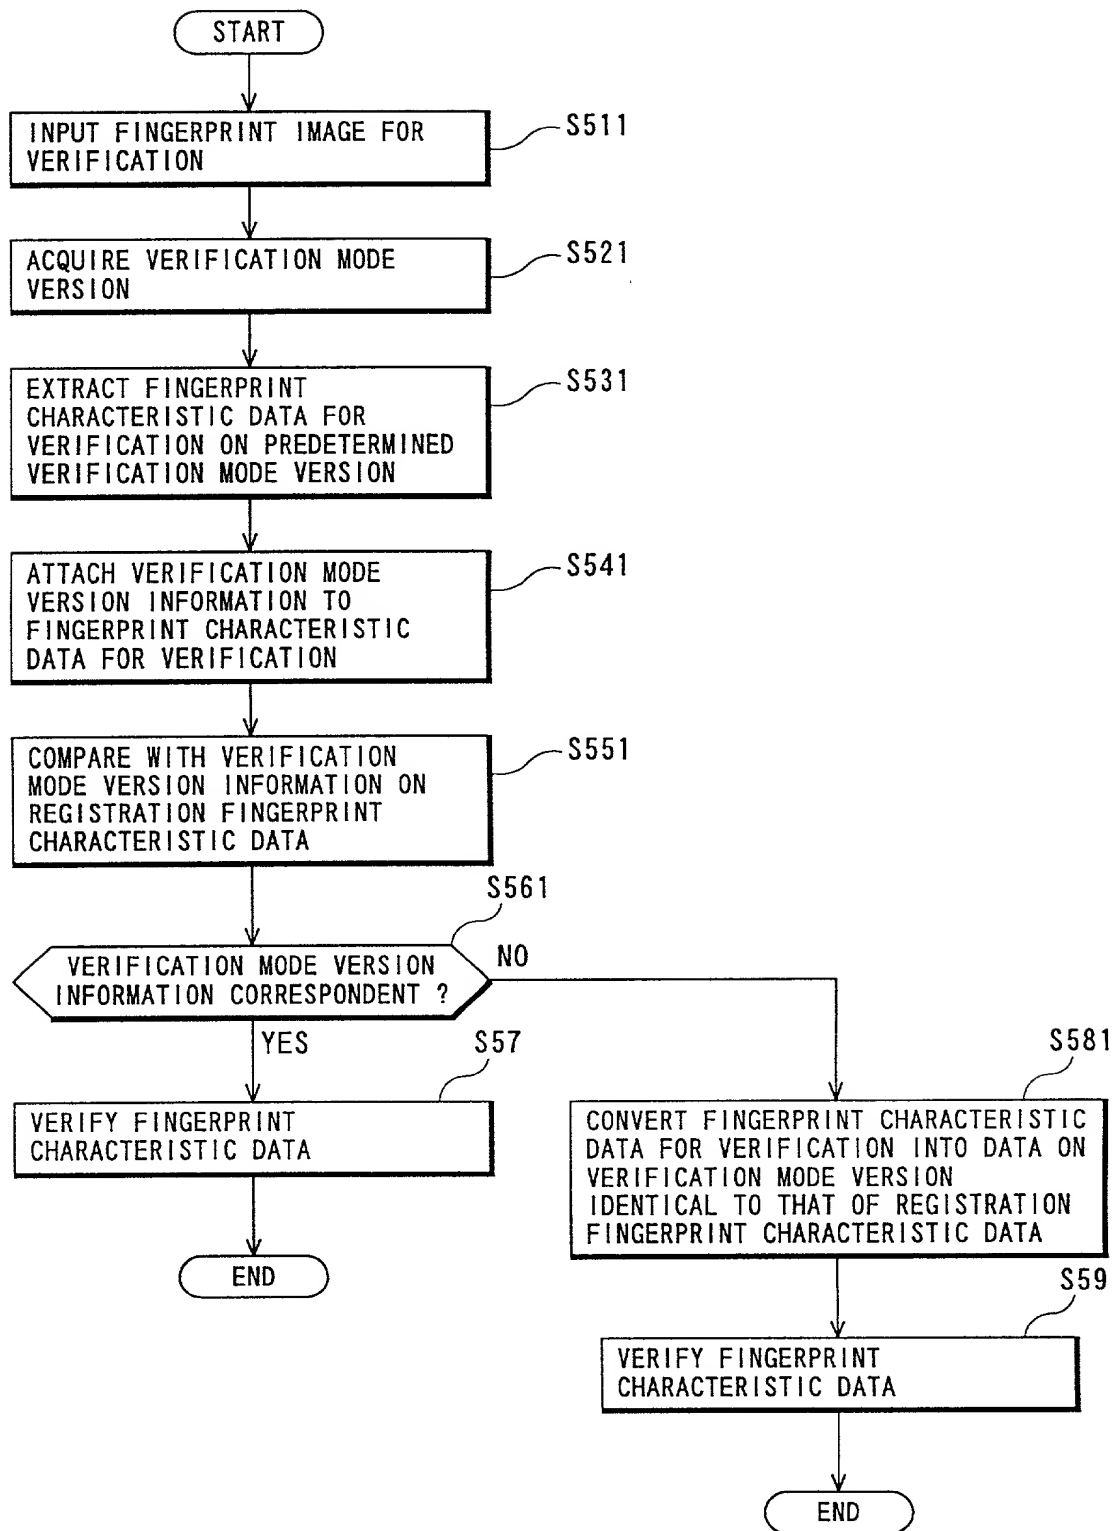 START
INPUT FINGERPRINT IMAGE FOR
VERIFICATION
S511
ACQUIRE VERIFICATION MODE
VERSION
S521
EXTRACT FINGERPRINT
CHARACTERISTIC DATA FOR
VERIFICATION ON PREDETERMINED
VERIFICATION MODE VERSION
S531
ATTACH VERIFICATION MODE
VERSION INFORMATION TO
FINGERPRINT CHARACTERISTIC
DATA FOR VERIFICATION
S541
COMPARE WITH VERIFICATION
MODE VERSION INFORMATION ON
REGISTRATION FINGERPRINT
CHARACTERISTIC DATA
S551
S561
VERIFICATION MODE VERSION
INFORMATION CORRESPONDENT ?
NO
YES
S57
VERIFY FINGERPRINT
CHARACTERISTIC DATA
END
S581
CONVERT FINGERPRINT CHARACTERISTIC
DATA FOR VERIFICATION INTO DATA ON
VERIFICATION MODE VERSION
IDENTICAL TO THAT OF REGISTRATION
FINGERPRINT CHARACTERISTIC DATA
S59
VERIFY FINGERPRINT
CHARACTERISTIC DATA
END